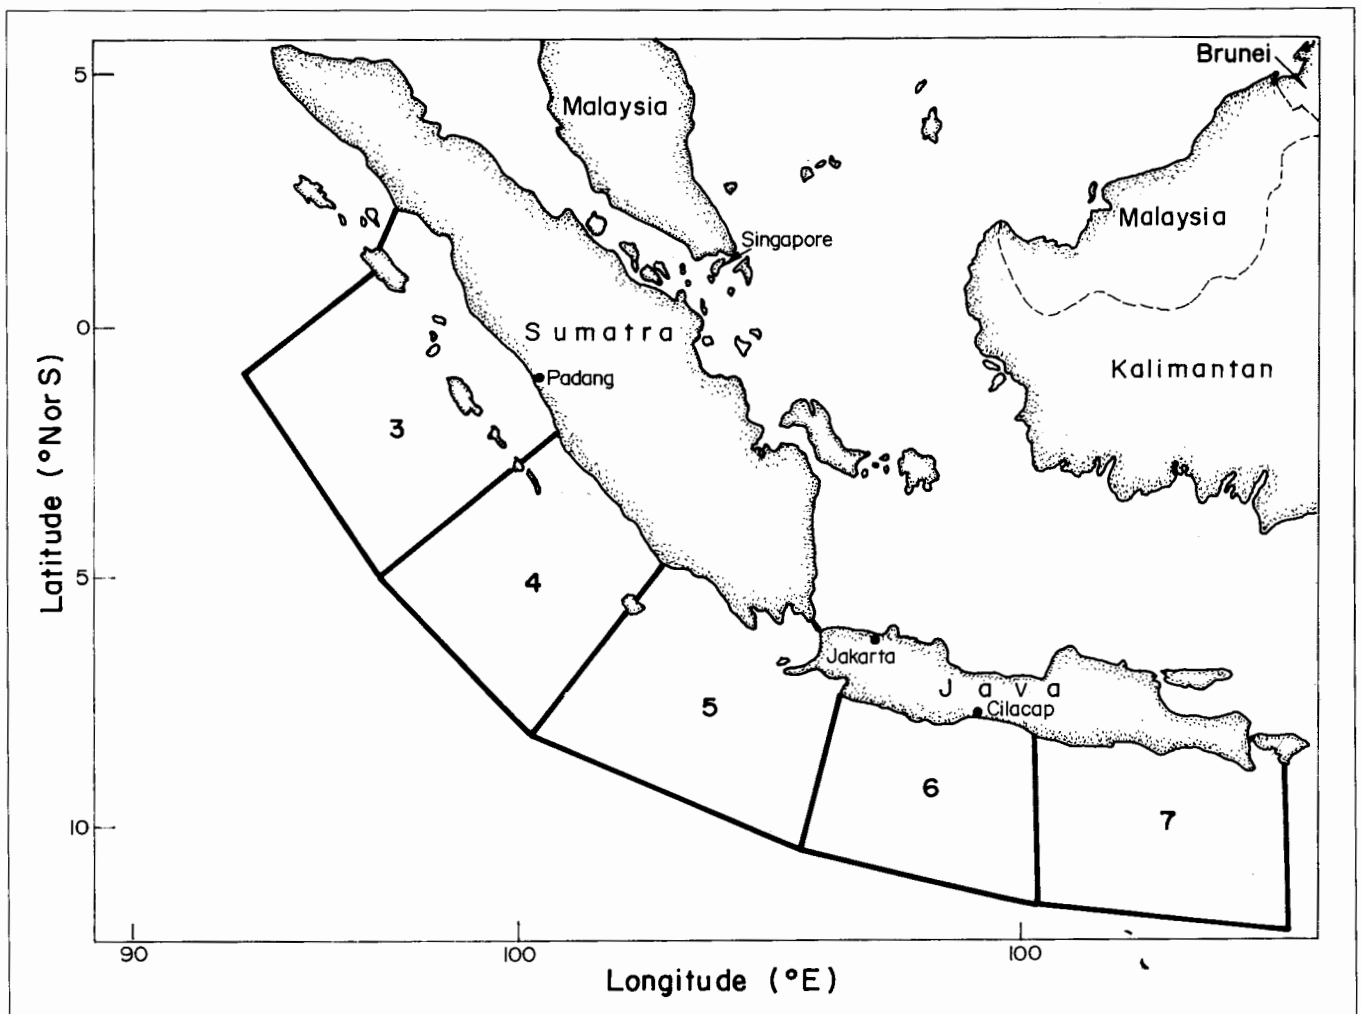 Brunei
5
Malaysia
Malaysia
Singapore
0
Sumatra
Kalimantan
Padang
3
Latitude (°N or S)
5
4
Jakarta
Java
5
Cilacap
6
7
10
90
100
100
Longitude (°E)